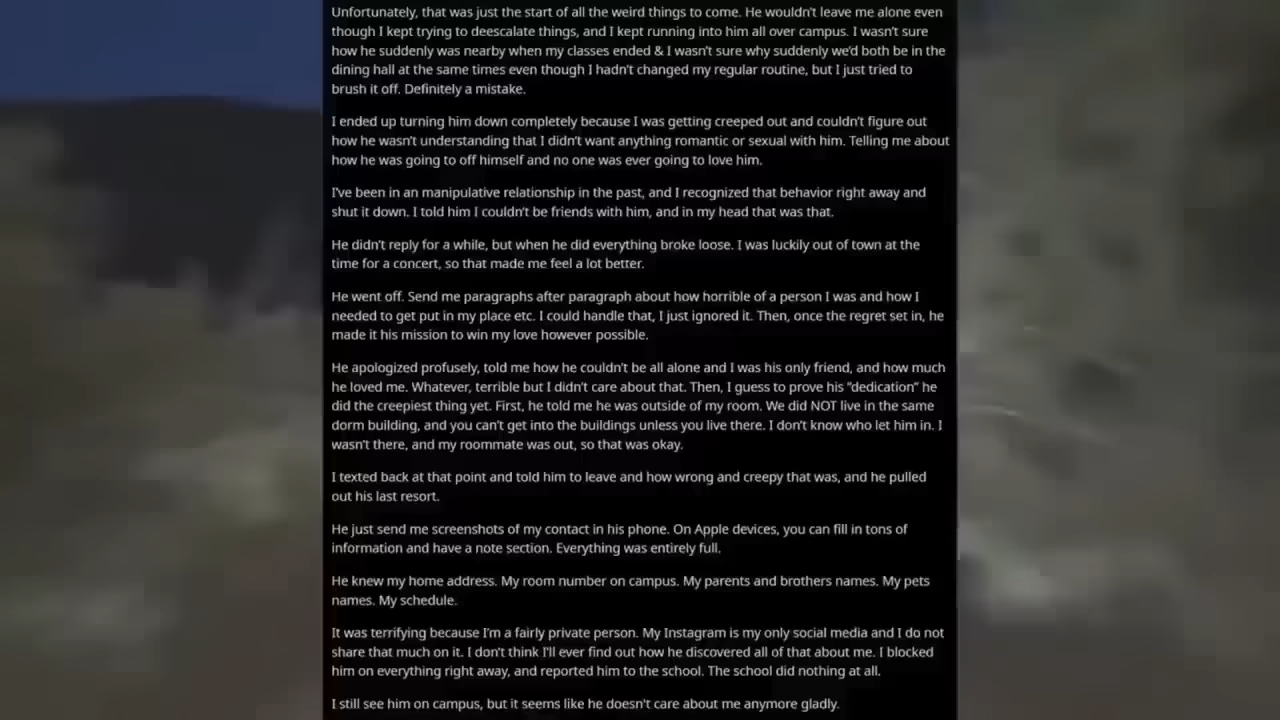 Unfortunately, that was just the start of all the weird things to come. He wouldn't leave me alone even
though I kept trying to deescalate things, and I kept running into him all over campus. I wasn't sure
how he suddenly was nearby when my classes ended & I wasn't sure why suddenly we'd both be in the
dining hall at the same times even though I hadn't changed my regular routine, but I just tried to
brush it off. Definitely a mistake.
I ended up turning him down completely because I was getting creeped out and couldn't figure out
how he wasn't understanding that I didn't want anything romantic or sexual with him. Telling me about
how he was going to off himself and no one was ever going to love him.
I've been in an manipulative relationship in the past, and I recognized that behavior right away and
shut it down. I told him I couldn't be friends with him, and in my head that was that.
He didn't reply for a while, but when he did everything broke loose. I was luckily out of town at the
time for a concert, so that made me feel a lot better.
He went off. Send me paragraphs after paragraph about how horrible of a person I was and how I
needed to get put in my place etc. I could handle that, I just ignored it. Then, once the regret set in, he
made it his mission to win my love however possible.
He apologized profusely, told me how he couldn't be all alone and I was his only friend, and how much
he loved me. Whatever, terrible but I didn't care about that. Then, I guess to prove his "dedication" he
did the creepiest thing yet. First, he told me he was outside of my room. We did NOT live in the same
dorm building, and you can't get into the buildings unless you live there. I don't know who let him in. I
wasn't there, and my roommate was out, so that was okay.
I texted back at that point and told him to leave and how wrong and creepy that was, and he pulled
out his last resort.
He just send me screenshots of my contact in his phone. On Apple devices, you can fill in tons of
information and have a note section. Everything was entirely full.
He knew my home address. My room number on campus. My parents and brothers names. My pets
names. My schedule.
It was terrifying because I'm a fairly private person. My Instagram is my only social media and I do not
share that much on it. I don't think I'll ever find out how he discovered all of that about me. I blocked
him on everything right away, and reported him to the school. The school did nothing at all.
I still see him on campus, but it seems like he doesn't care about me anymore gladly.